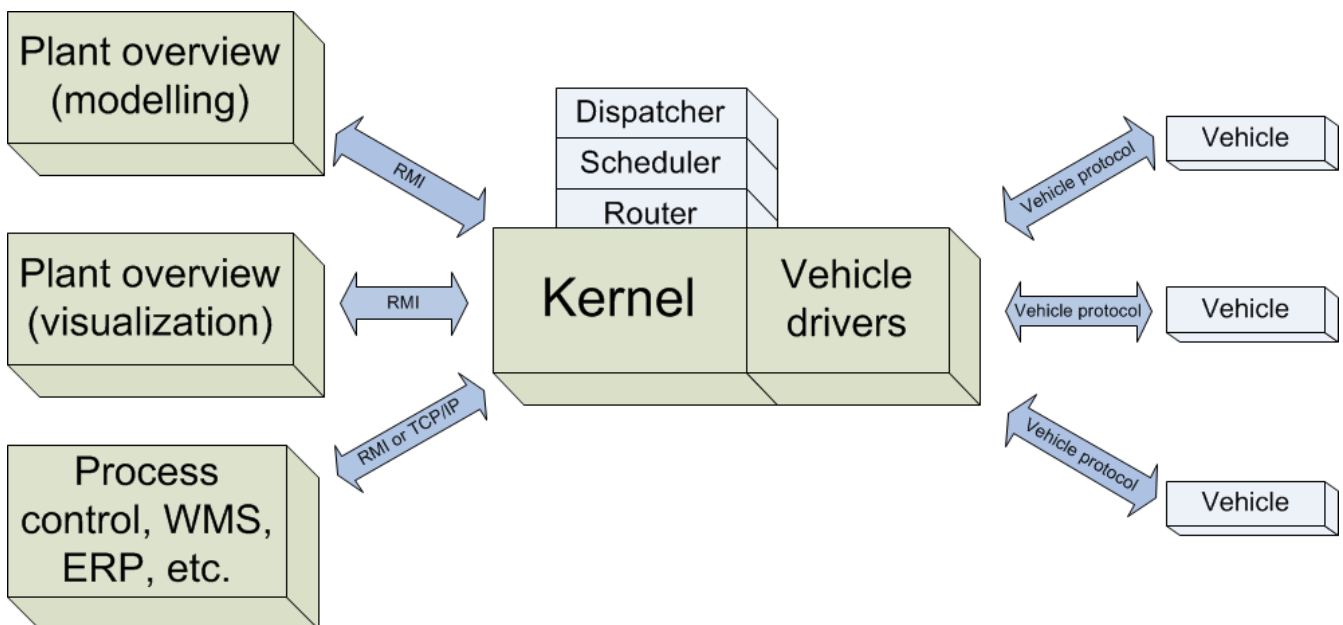 Plant overview
(modelling)
RMI
Plant overview
(visualization)
RMI
Process
control, WMS,
ERP, etc.
RMI or TCP/IP
Dispatcher
Scheduler
Router
Kernel
Vehicle
drivers
Vehicle protocol
Vehicle
Vehicle protocol
Vehicle
Vehicle protocol
Vehicle